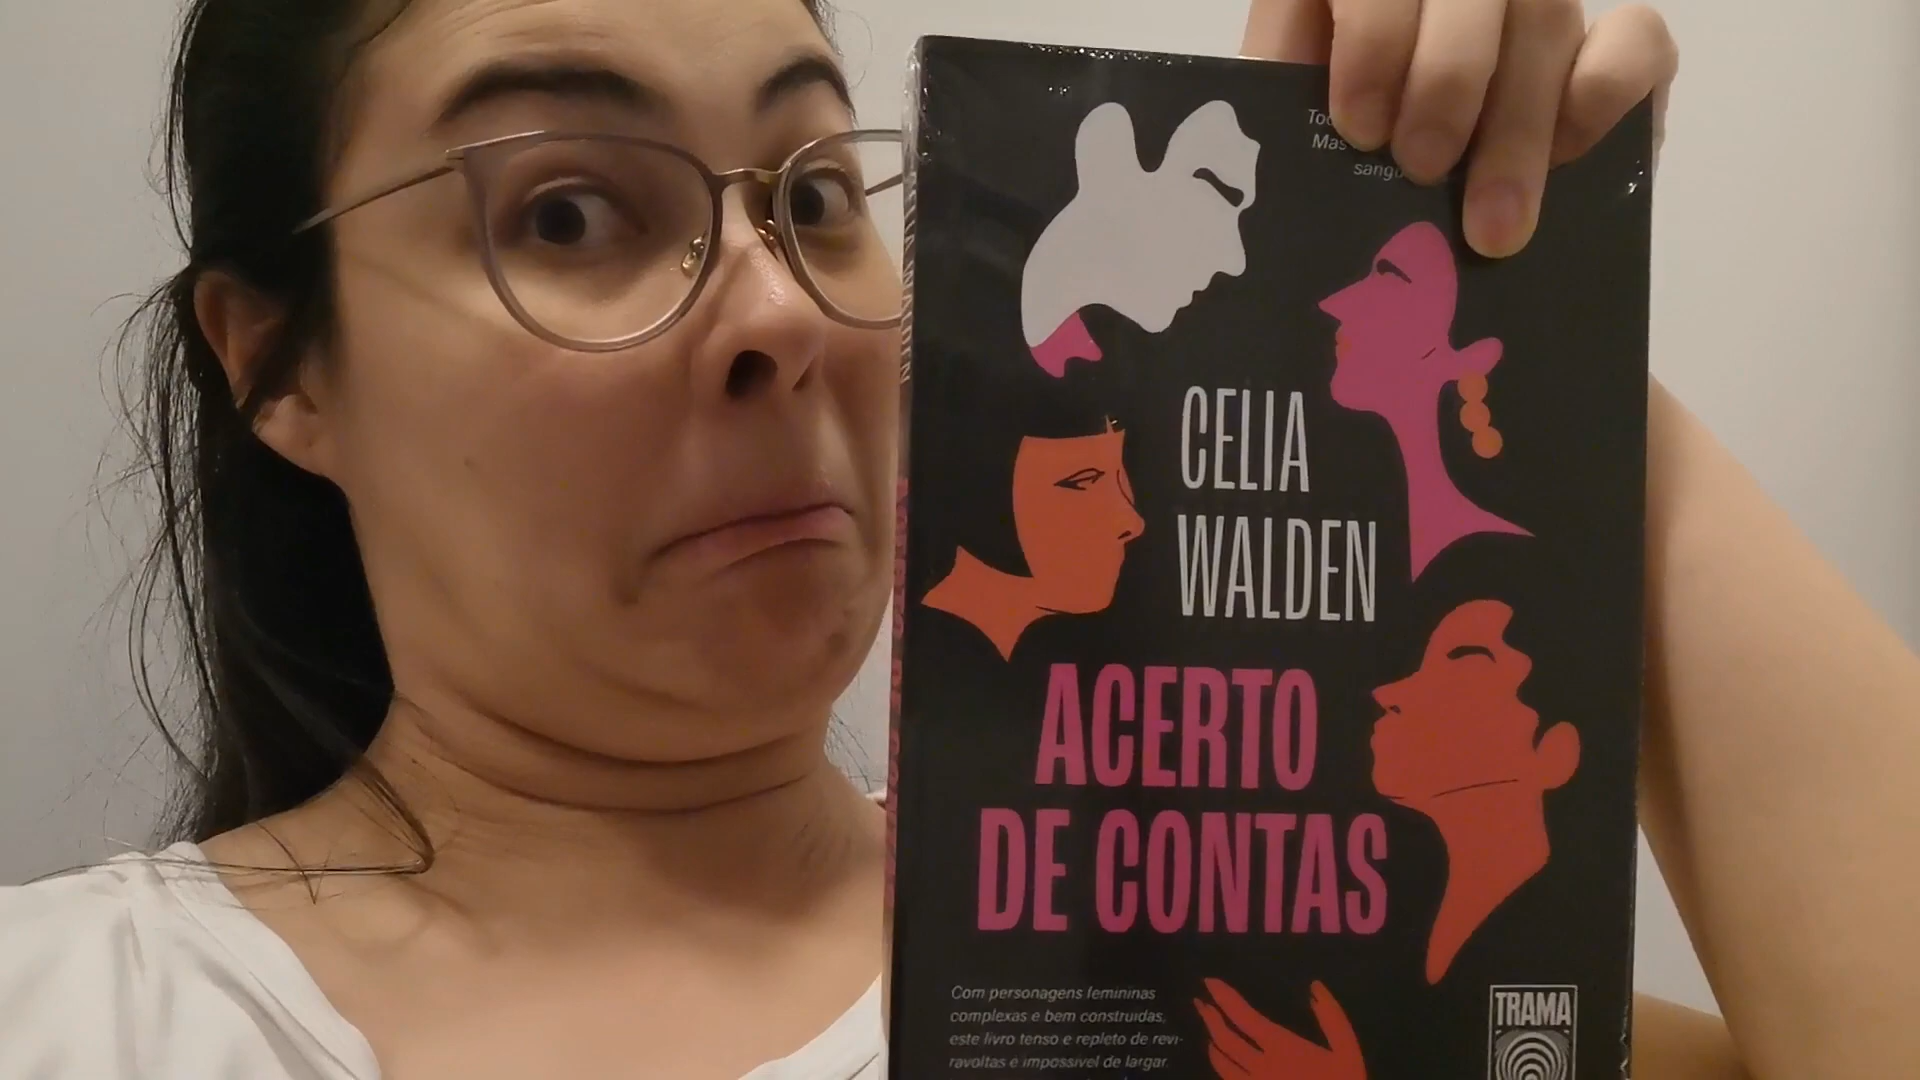 Mas
CELIA
WALDEN
ACERTO
DE CONTAS
Com personagens femininas
complexas e bem construídas,
este livro tenso e repleto de revi-
ravoltas é impossível de largar.
TRAMA